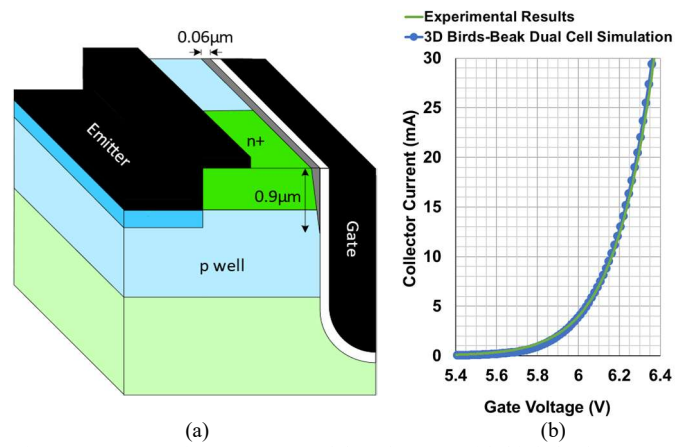 0.06μm
Emitter
n+
0.9μm
Gate
p well
(a)
Experimental Results
3D Birds-Beak Dual Cell Simulation
Collector Current (mA)
30
25
20
15
10
5
0
5.4 5.6 5.8 6 6.2 6.4
Gate Voltage (V)
(b)